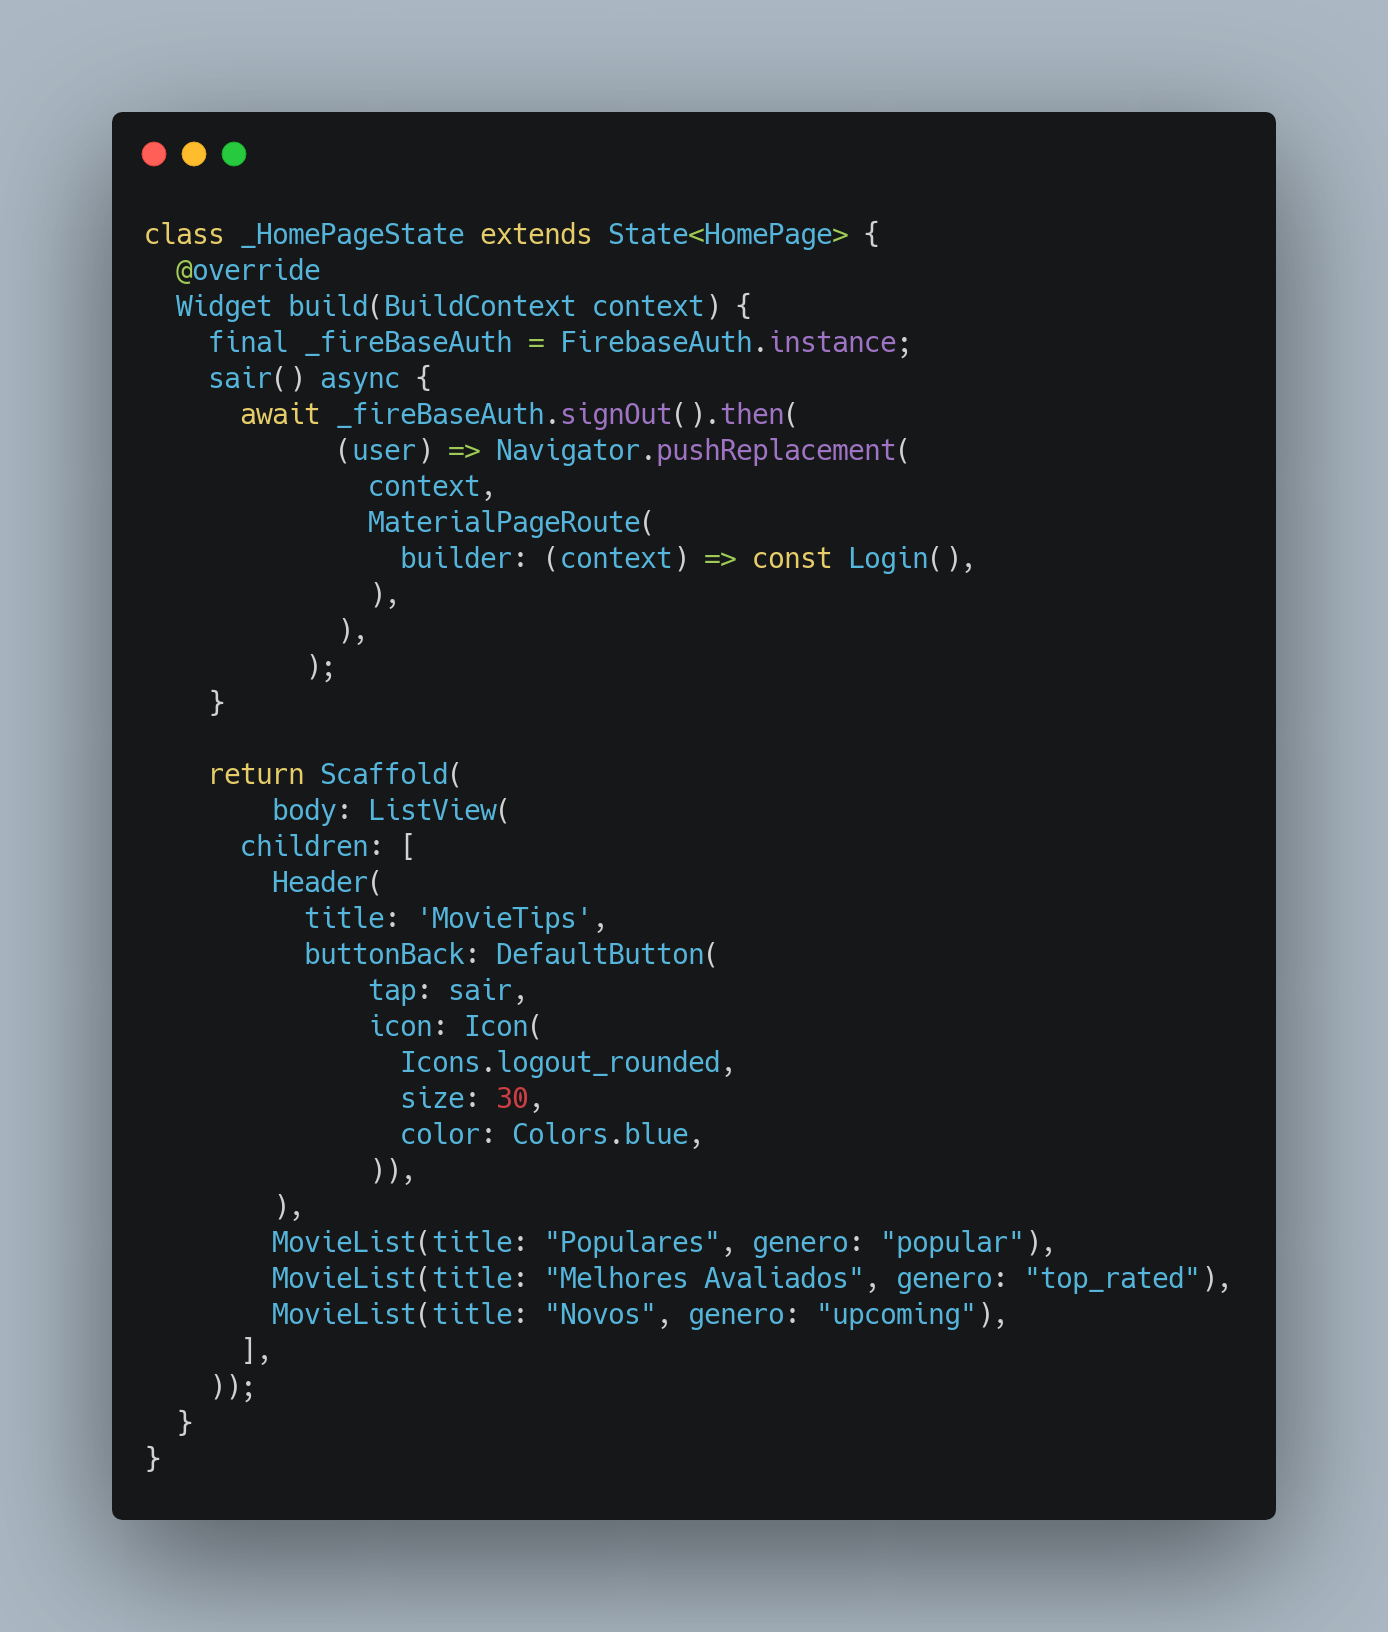 class _HomePageState extends State<HomePage> {
  @override
  Widget build(BuildContext context) {
    final _fireBaseAuth = FirebaseAuth.instance;
    sair() async {
      await _fireBaseAuth.signOut().then(
            (user) => Navigator.pushReplacement(
              context,
              MaterialPageRoute(
                builder: (context) => const Login(),
              ),
            ),
          );
    }

    return Scaffold(
        body: ListView(
      children: [
        Header(
          title: 'MovieTips',
          buttonBack: DefaultButton(
              tap: sair,
              icon: Icon(
                Icons.logout_rounded,
                size: 30,
                color: Colors.blue,
              )),
        ),
        MovieList(title: "Populares", genero: "popular"),
        MovieList(title: "Melhores Avaliados", genero: "top_rated"),
        MovieList(title: "Novos", genero: "upcoming"),
      ],
    ));
  }
}